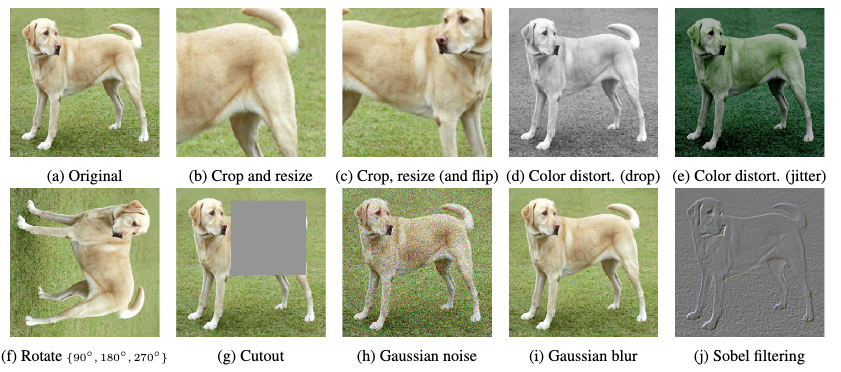 (a) Original
(b) Crop and resize
(c) Crop, resize (and flip)
(d) Color distort. (drop)
(e) Color distort. (jitter)
(f) Rotate {90°, 180°, 270°}
(g) Cutout
(h) Gaussian noise
(i) Gaussian blur
(j) Sobel filtering